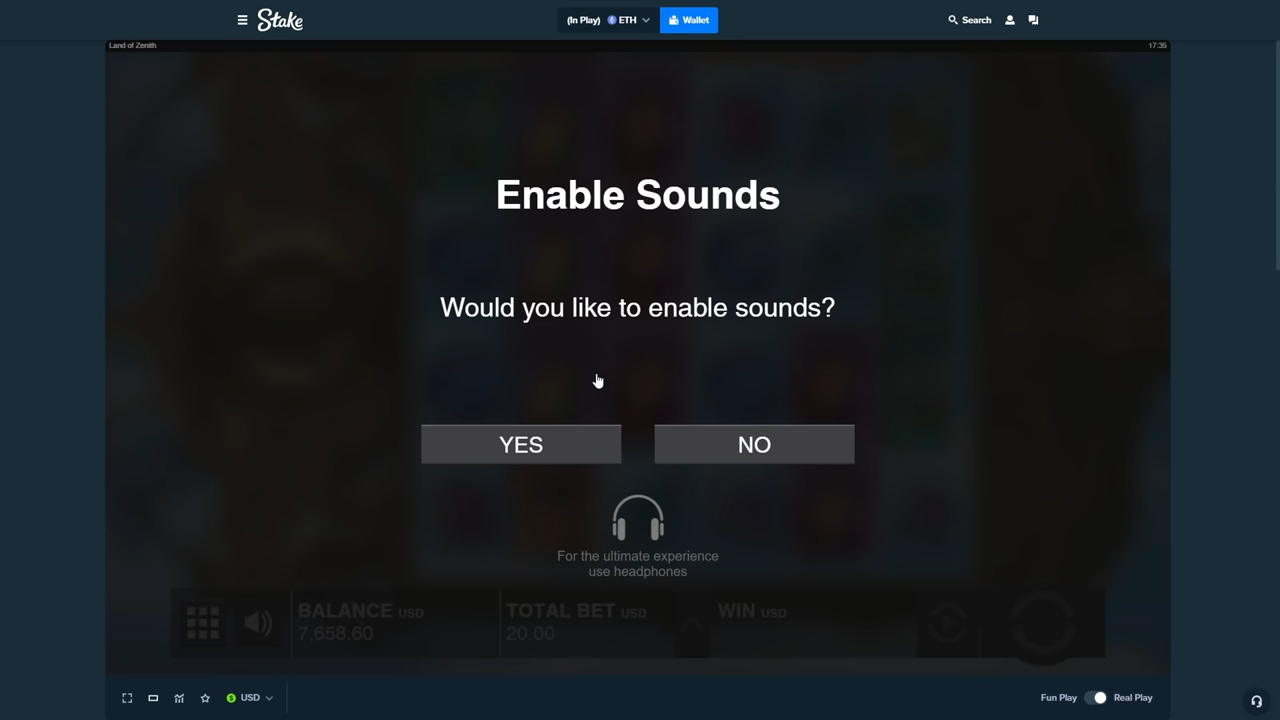 Stake
(In Play) ETH Wallet
Search
Land of Zenith 17:35
Enable Sounds
Would you like to enable sounds?
YES NO
For the ultimate experience
use headphones
BALANCE USD TOTAL BET USD WIN USD
7,658.60 20.00
USD Fun Play Real Play